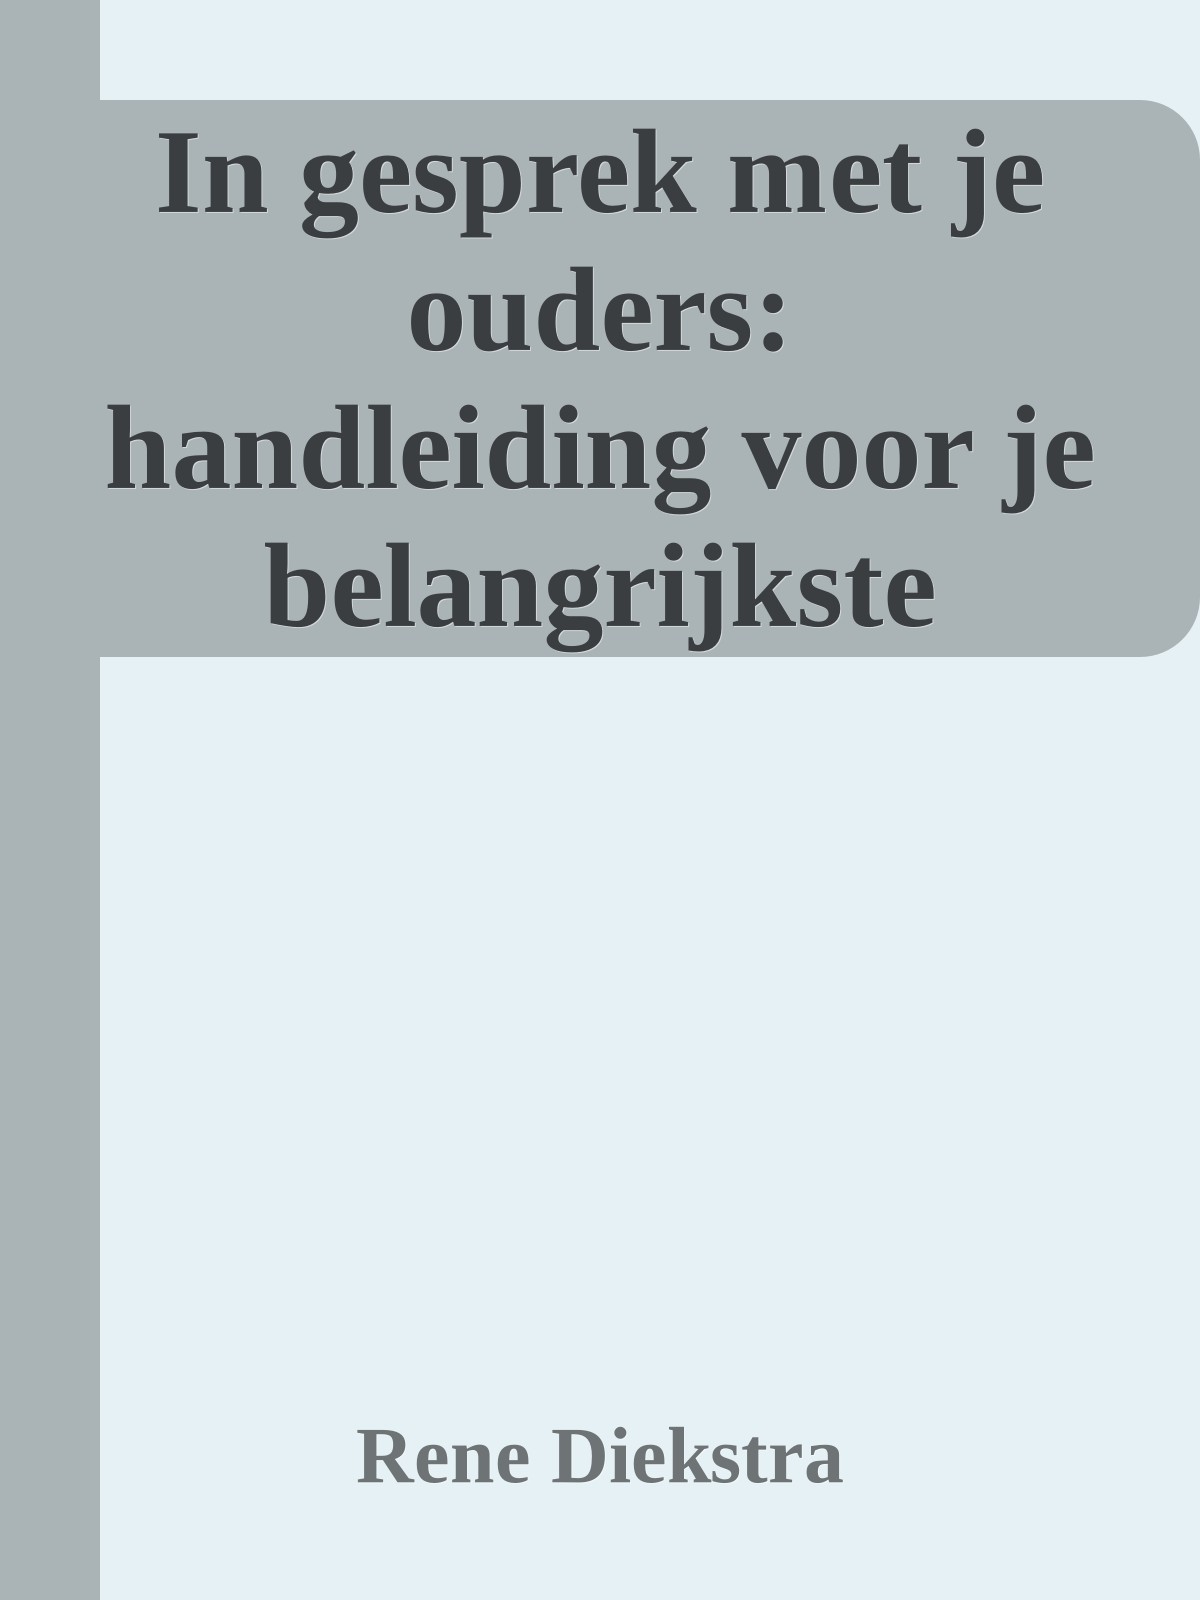 In gesprek met je
ouders:
handleiding voor je
belangrijkste
Rene Diekstra